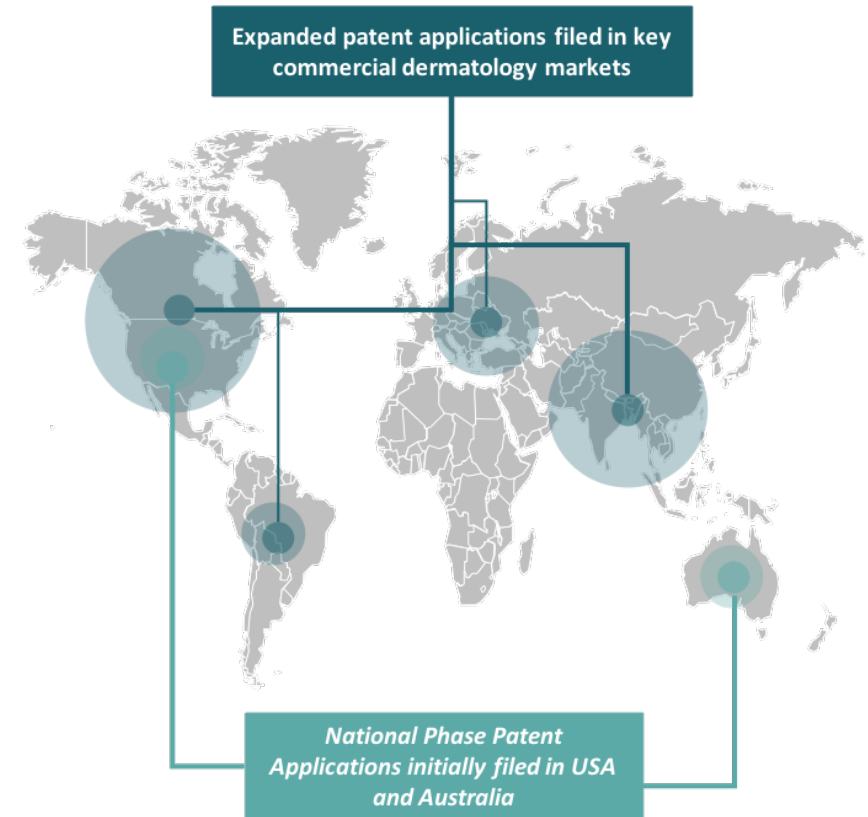 Expanded patent applications filed in key
commercial dermatology markets
National Phase Patent
Applications initially filed in USA
and Australia